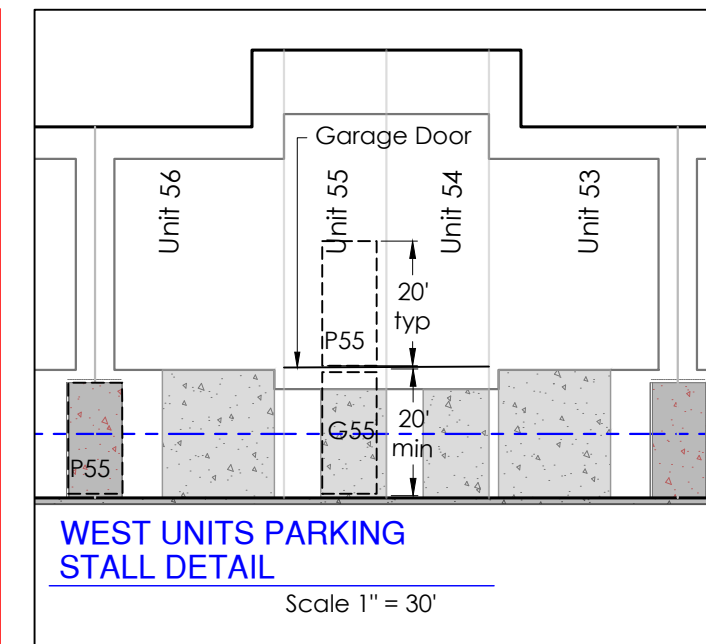 Garage Door
Unit 56
Unit 55
Unit 54
Unit 53
20'
typ
P55
G55
20'
min
P55
WEST UNITS PARKING
STALL DETAIL
Scale 1" = 30'